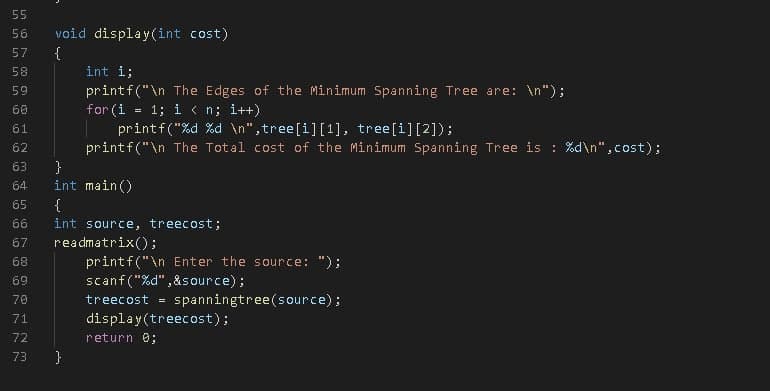 55
56 void display(int cost)
57 {
58 int i;
59 printf("\n The Edges of the Minimum Spanning Tree are: \n");
60 for(i = 1; i < n; i++)
61 printf("%d %d \n",tree[i][1], tree[i][2]);
62 printf("\n The Total cost of the Minimum Spanning Tree is : %d\n",cost);
63 }
64 int main()
65 {
66 int source, treecost;
67 readmatrix();
68 printf("\n Enter the source: ");
69 scanf("%d",&source);
70 treecost = spanningtree(source);
71 display(treecost);
72 return 0;
73 }